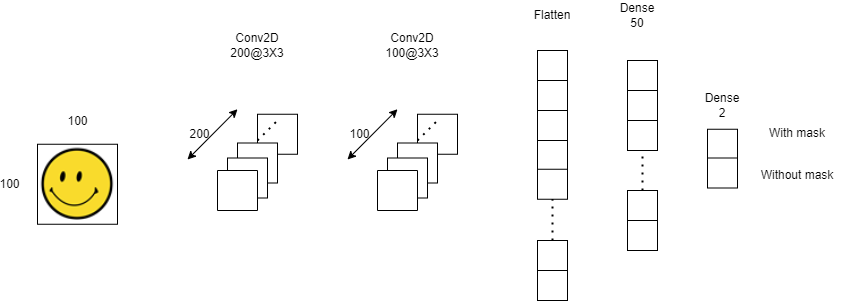 100
100
Conv2D
200@3X3
200
Conv2D
100@3X3
100
Flatten
Dense
50
Dense
2
With mask
Without mask